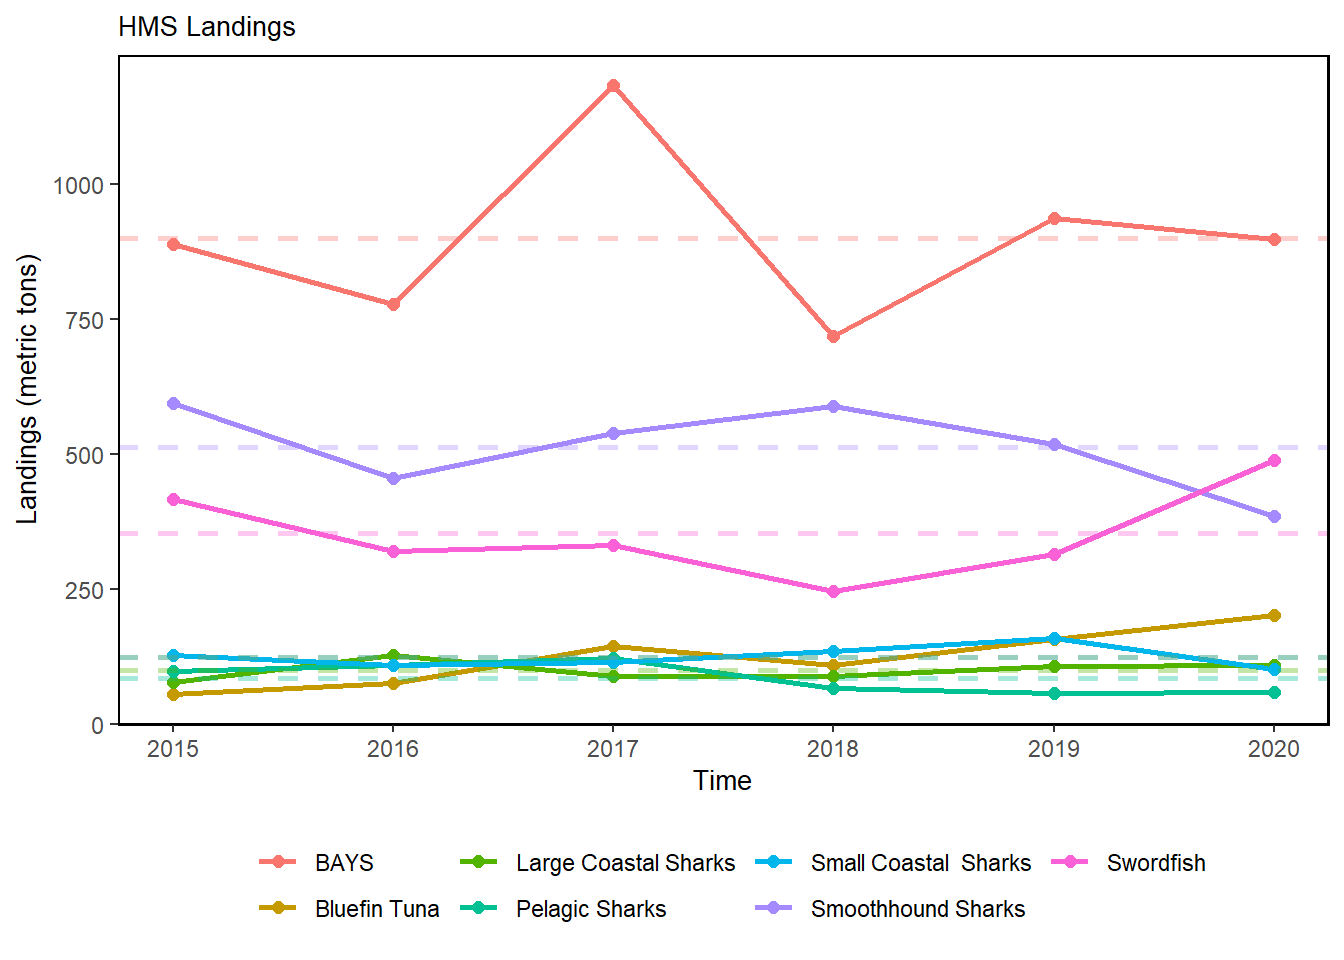 HMS Landings
Landings (metric tons)
1000
750
500
250
0
2015 2016 2017 2018 2019 2020
Time
BAYS Large Coastal Sharks Small Coastal  Sharks Swordfish
Bluefin Tuna Pelagic Sharks Smoothhound Sharks